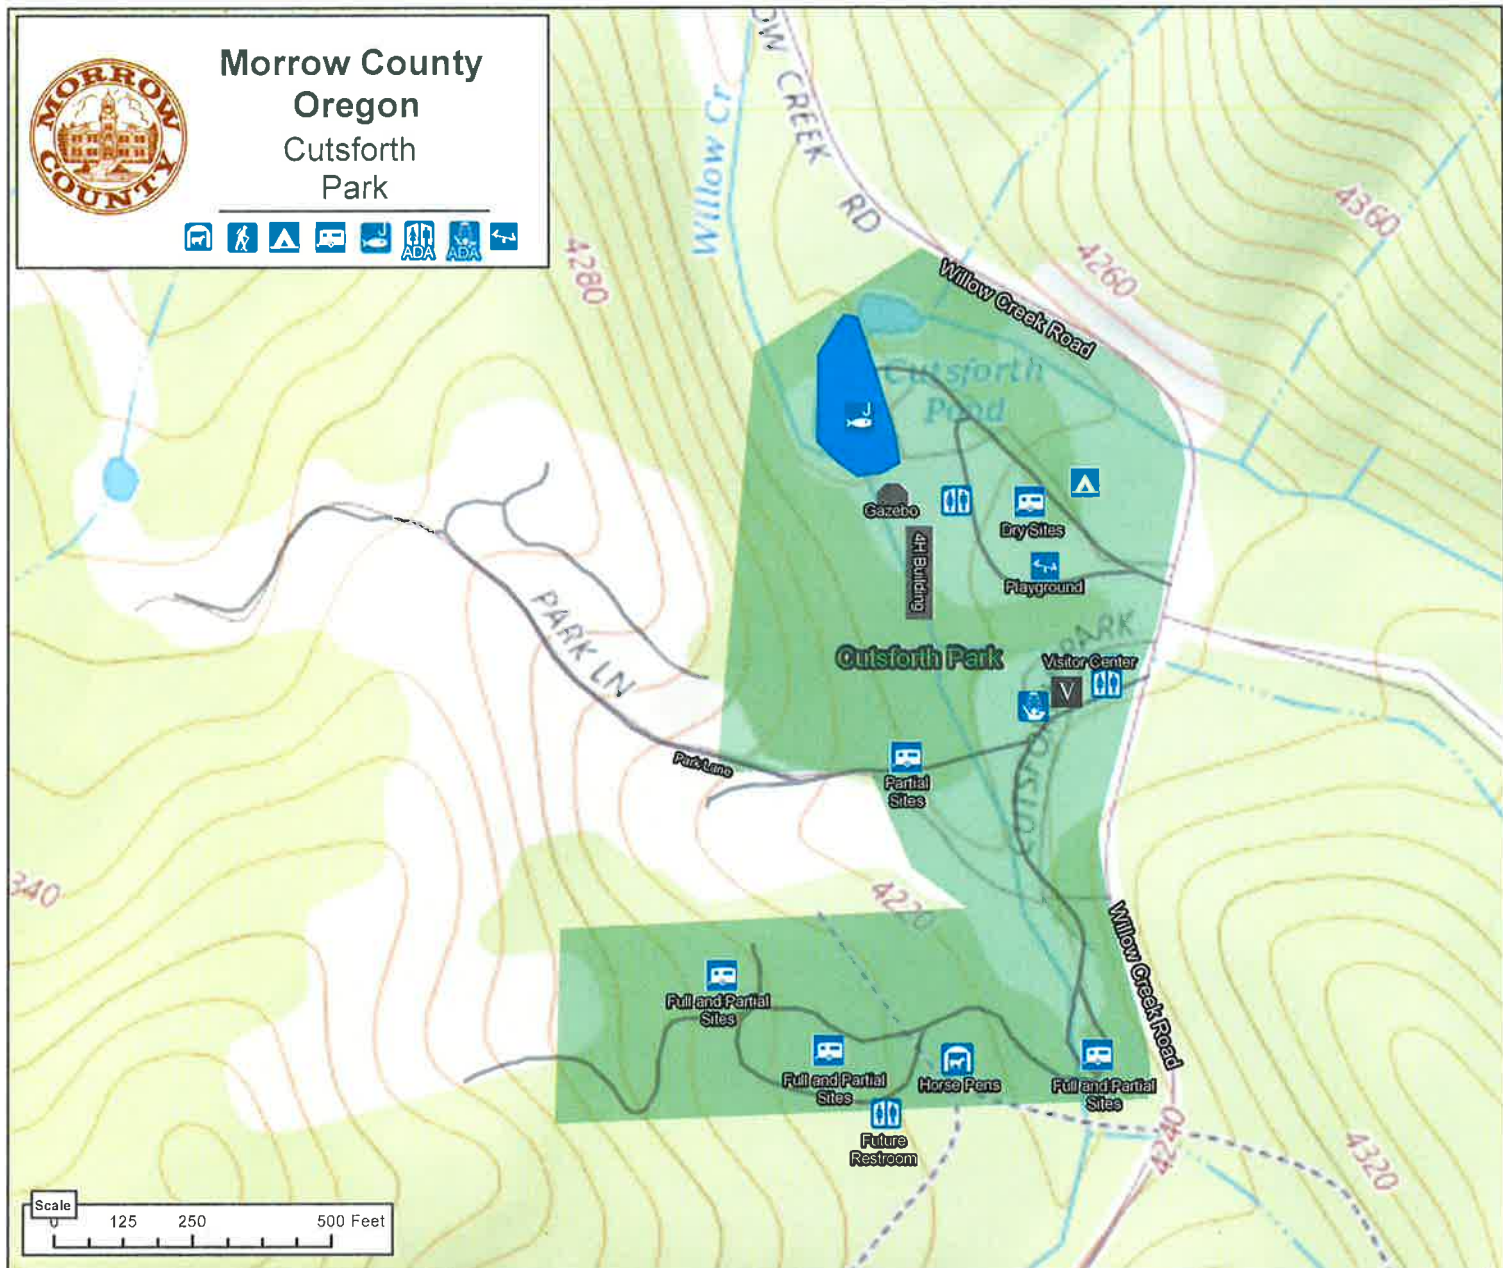 MORROW
COUNTY
Morrow County
Oregon
Cutsforth
Park
ADA
ADA
OW CREEK RD
Willow Cr
4280
4360
4260
Willow Creek Road
Cutsforth
Pond
Gazebo
Dry Sites
4H Building
Playground
PARK LN
CUTSFORTH PARK
Cutsforth Park
Visitor Center
V
Park Lane
Partial
Sites
340
4220
Willow Creek Road
Full and Partial
Sites
Full and Partial
Sites
Horse Pens
Full and Partial
Sites
Future
Restroom
4240
4320
Scale
0 125 250 500 Feet